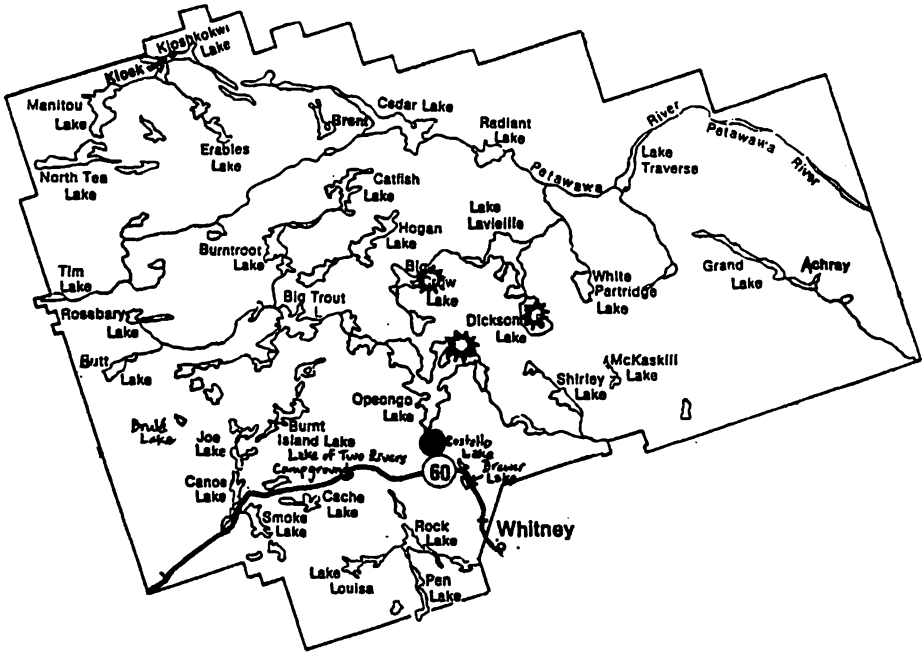 Kioshkokwi
Lake
Kiosk
Manitou
Lake
Erables
Lake
Brent
Cedar Lake
Radiant
Lake
River
Petawawa
River
Lake
Traverse
Petawawa
North Tea
Lake
Catfish
Lake
Hogan
Lake
Lake
Lavieille
Burntroot
Lake
Big
Crow
Lake
White
Partridge
Lake
Grand
Lake
Achray
Tim
Lake
Rosebary
Lake
Big Trout
Lake
Dickson
Lake
Butt
Lake
McKaskill
Lake
Shirley
Lake
Opeongo
Lake
Brulé
Lake
Joe
Lake
Burnt
Island Lake
Lake of Two Rivers
Campground
Costello
Lake
60
Brewer
Lake
Canoe
Lake
Cache
Lake
Smoke
Lake
Rock
Lake
Whitney
Lake
Louisa
Pen
Lake